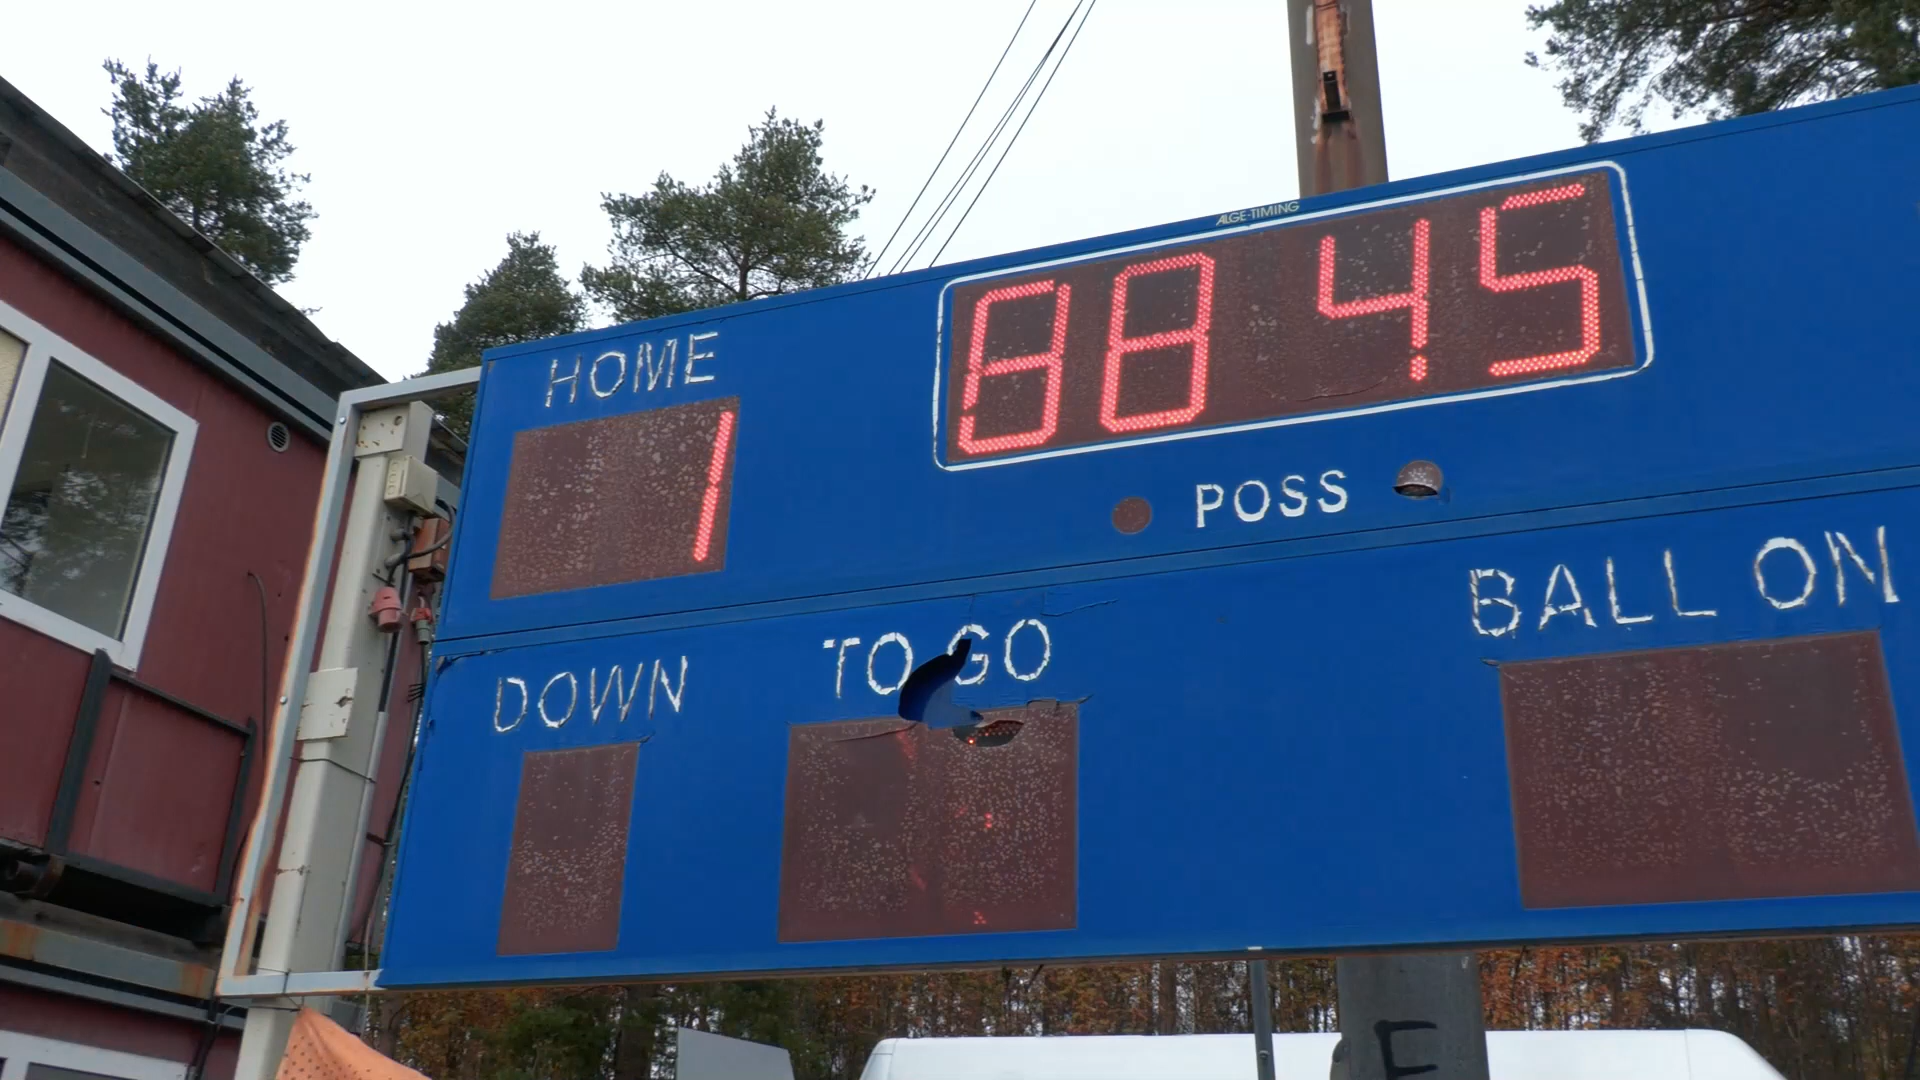 ALGE-TIMING
HOME
88 45
1
POSS
BALL ON
TO GO
DOWN
E